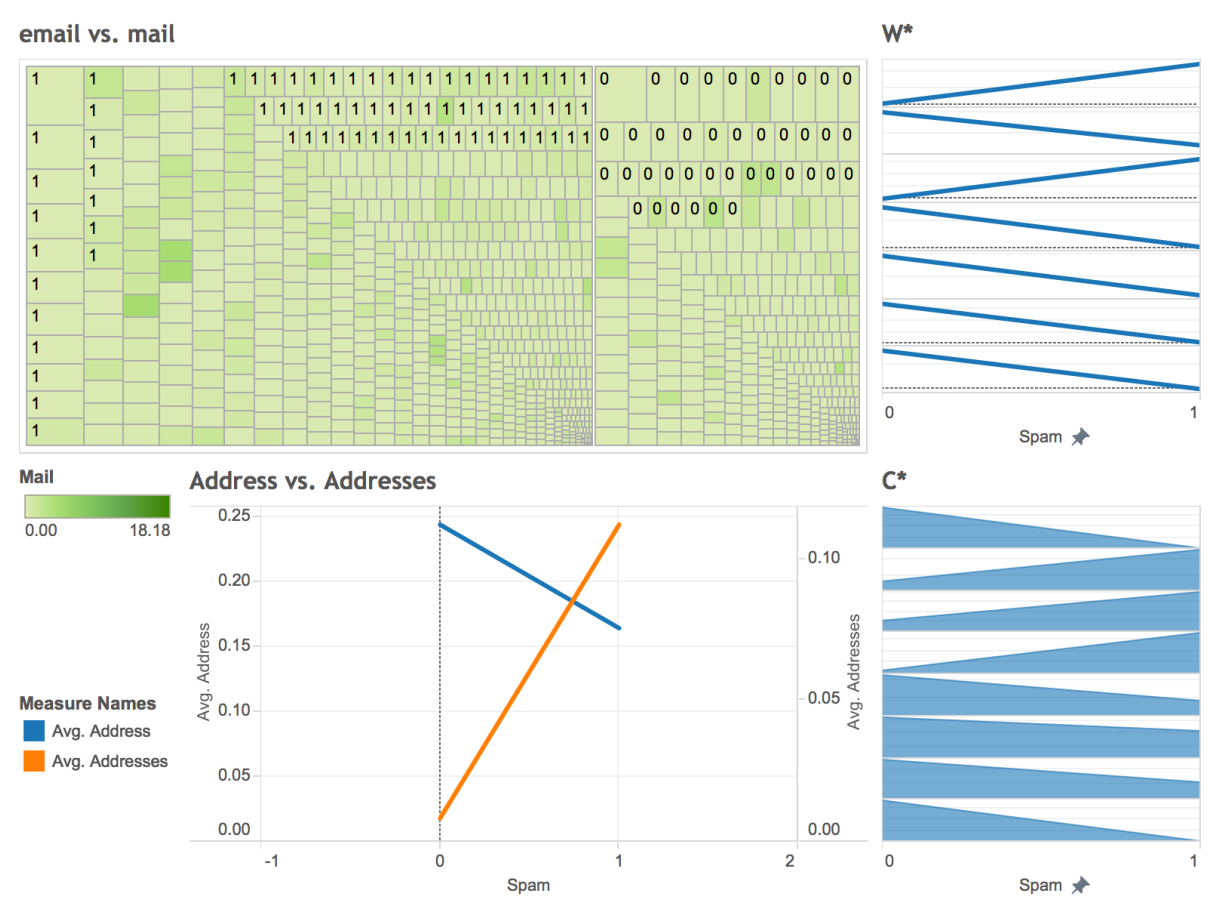 email vs. mail
1 1 1 1 1 1 1 1 1 1 1 1 1 1 1 1 1 1 1 1 1 0 0 0 0 0 0 0 0 0
1 1 1 1 1 1 1 1 1 1 1 1 1 1 1 1 1 1 1 1
1 1 1 1 1 1 1 1 1 1 1 1 1 1 1 1 1 1 1 1 0 0 0 0 0 0 0 0 0 0 0
1 0 0 0 0 0 0 0 0 0 0 0 0 0
1
1
1 0 0 0 0 0 0
1
1
1
1
1
1
1
1
1
W*
0 1
Spam
Mail
0.00 18.18
Measure Names
Avg. Address
Avg. Addresses
Address vs. Addresses
0.25
0.20
0.15
0.10
0.05
0.00
Avg. Address
0.10
0.05
0.00
Avg. Addresses
-1 0 1 2
Spam
C*
0 1
Spam